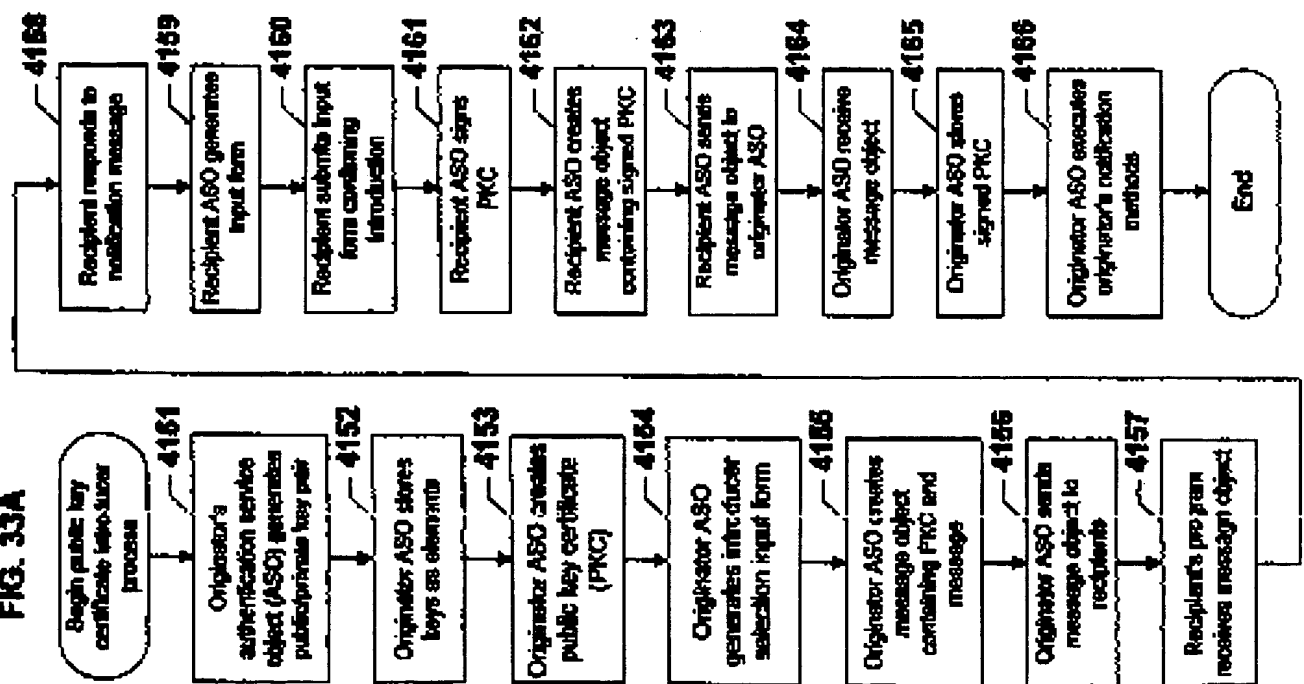 FIG. 33A
Begin public key
certificate introducer
process
4151
Originator's
authentication service
object (ASO) generates
public/private key pair
4152
Originator ASO stores
keys as elements
4153
Originator ASO creates
public key certificate
(PKC)
4154
Originator ASO
generates introducer
selection input form
4155
Originator ASO creates
message object
containing PKC and
message
4156
Originator ASO sends
message object to
recipients
4157
Recipient's program
receives message object
4158
Recipient responds to
notification message
4159
Recipient ASO generates
input form
4160
Recipient submits input
form confirming
introduction
4161
Recipient ASO signs
PKC
4162
Recipient ASO creates
message object
containing signed PKC
4163
Recipient ASO sends
message object to
originator ASO
4164
Originator ASO receive
message object
4165
Originator ASO stores
signed PKC
4166
Originator ASO executes
originator's notification
methods
End